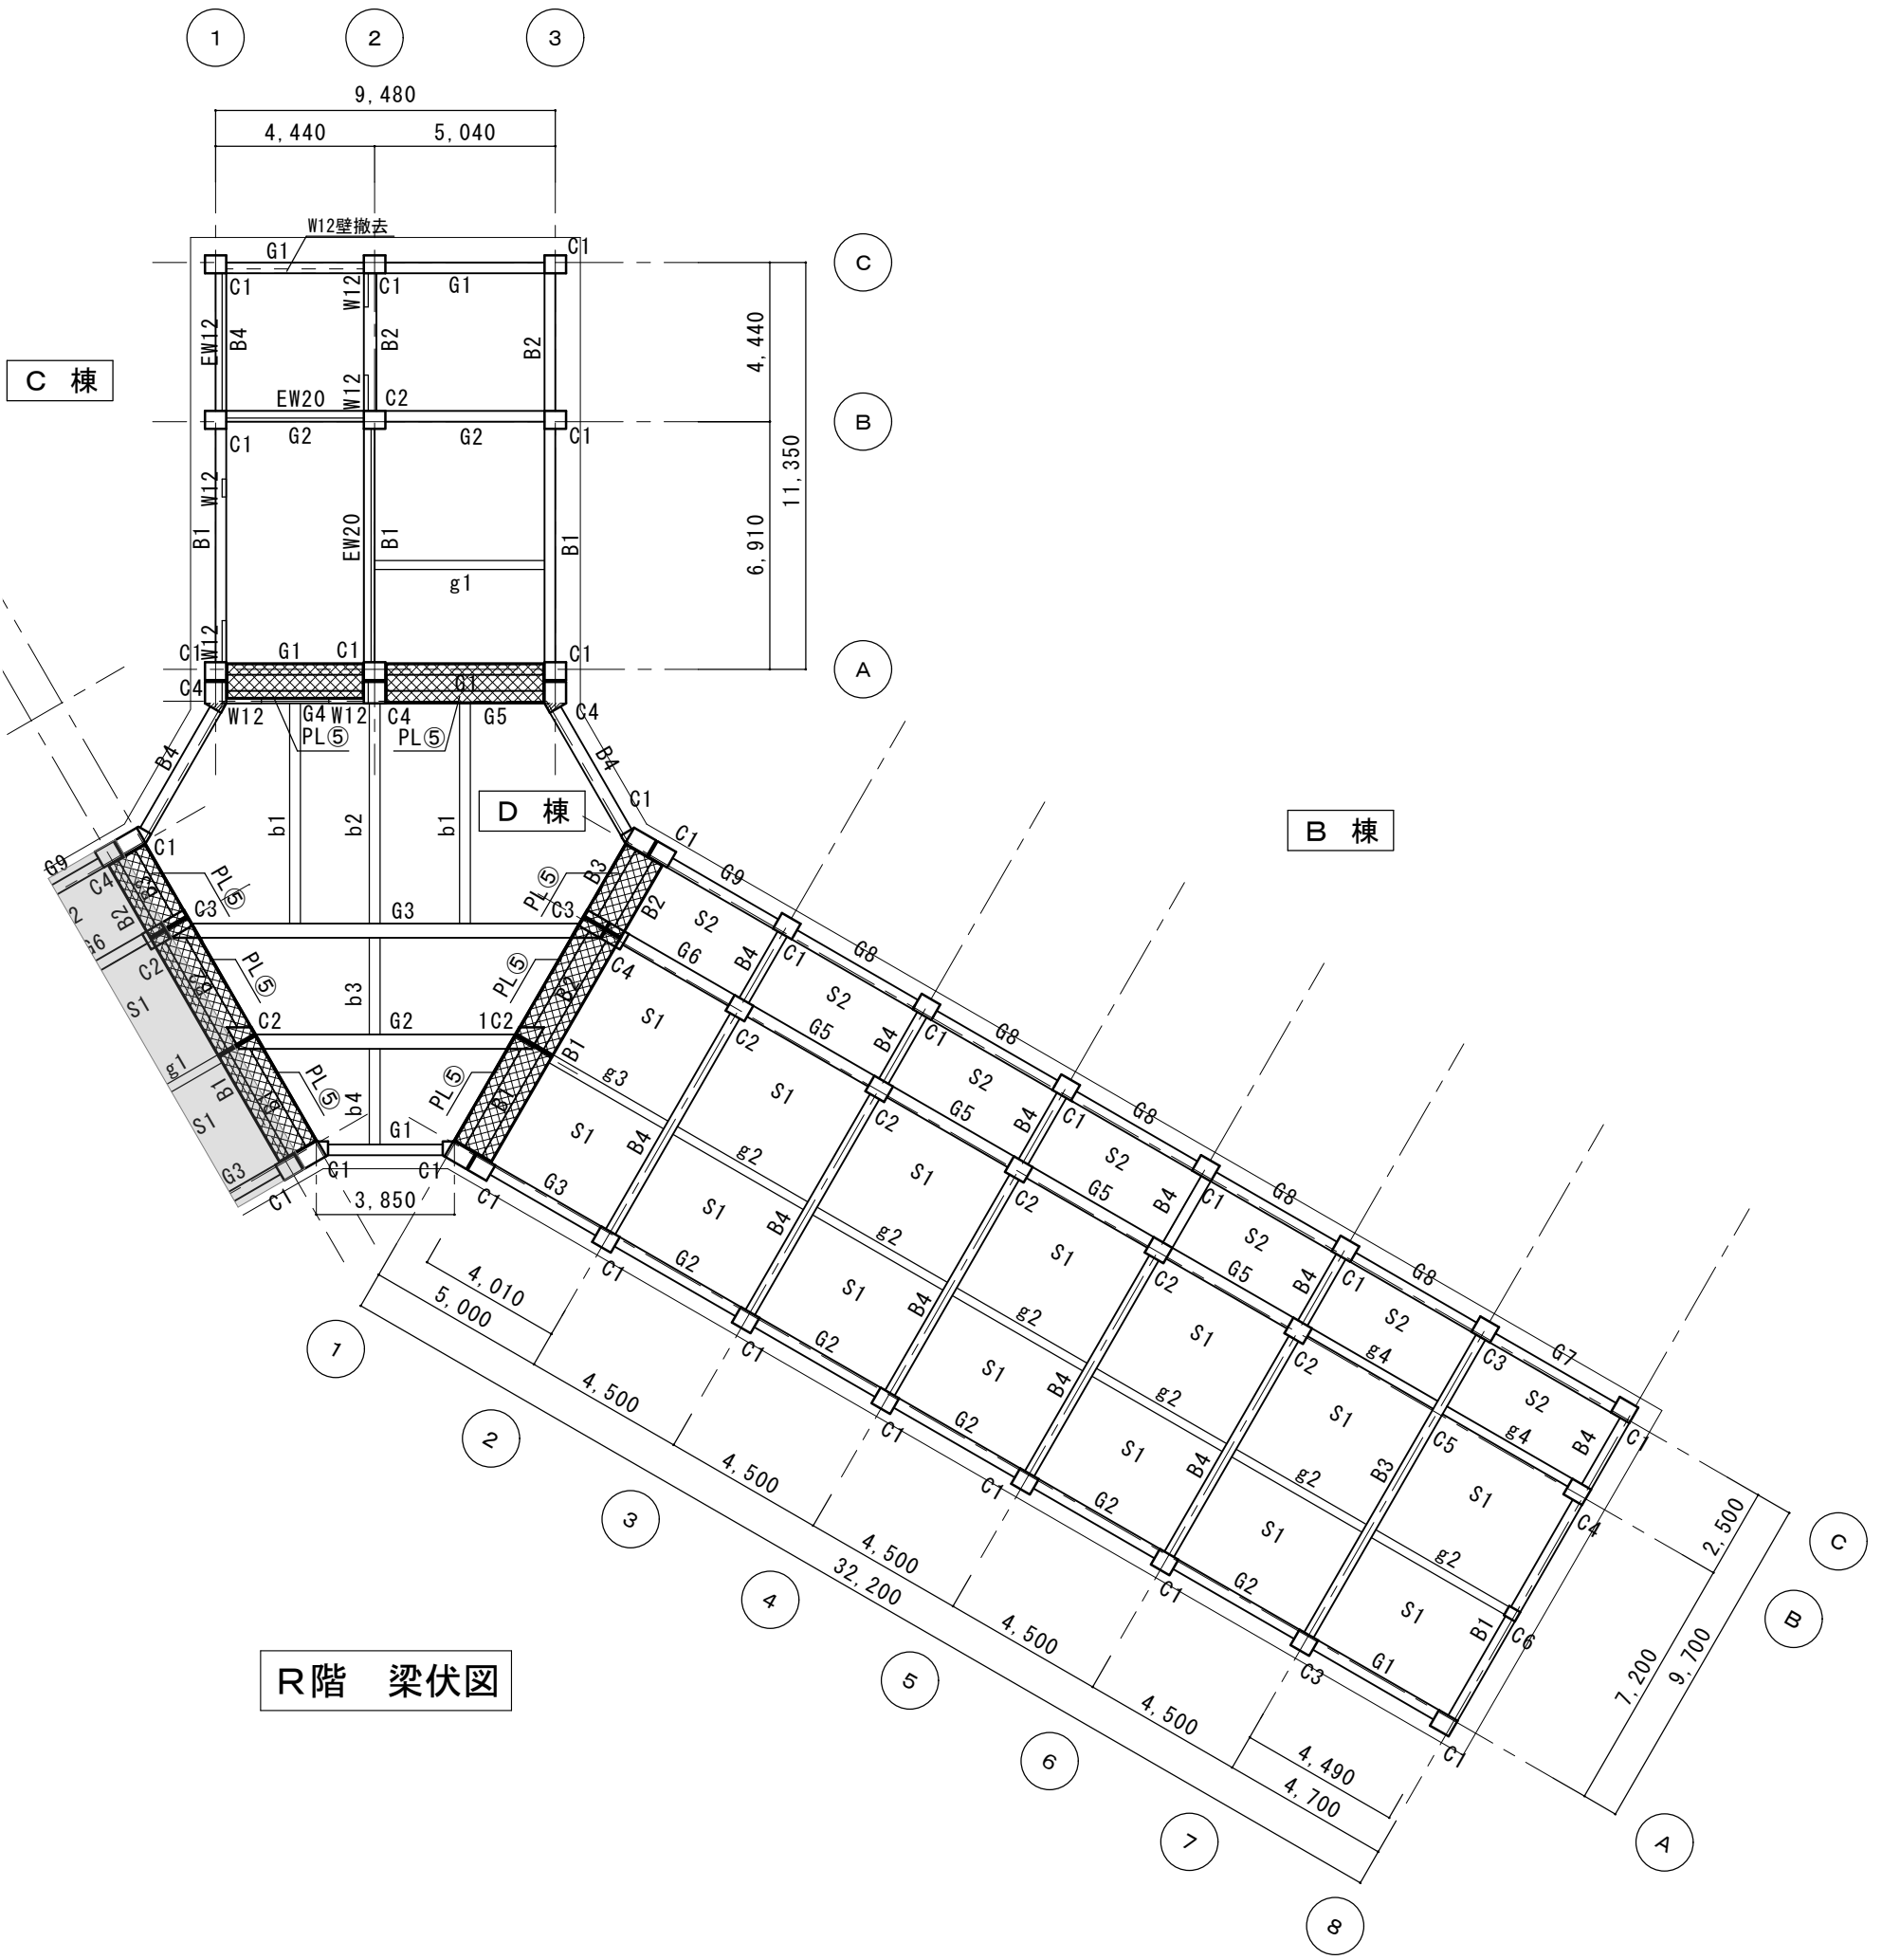 1
2
3
9,480
4,440
5,040
W12壁撤去
G1
C1
C
C1
W12
C1
G1
EW12
B4
B2
B2
4,440
C 棟
W12
EW20
C2
B
C1
G2
G2
C1
W12
11,350
B1
EW20
B1
B1
6,910
g1
W12
C1
G1
C1
C1
A
C4
G1
W12
G4
W12
C4
G5
C4
PL⑤
PL⑤
B4
B4
C1
b1
b2
b1
D 棟
B 棟
C1
C1
G9
G9
C4
B3
PL⑤
PL⑤
B3
B2
2
B2
C3
G3
C3
S2
G8
G6
G6
B4
C1
C2
PL⑤
PL⑤
B2
B2
C4
S1
b3
S1
S2
G8
C2
G2
1C2
C2
G5
B4
C1
g1
B1
B1
PL⑤
PL⑤
B1
B1
g3
S1
S2
G8
S1
b4
G1
S1
B4
C2
G5
B4
C1
G3
C1
C1
C1
C1
3,850
G3
g2
S1
S2
G8
S1
B4
C2
G5
B4
C1
C1
G2
g2
S1
S2
G8
4,010
5,000
S1
B4
C2
G5
B4
C1
1
C1
G2
g2
S1
S2
G7
4,500
S1
B4
C2
g4
C3
2
C1
G2
g2
S1
S2
4,500
S1
B4
B3
C5
g4
B4
C1
3
C1
G2
g2
S1
C4
4,500
32,200
S1
g2
2,500
C
4
C1
G2
S1
B1
C6
B
4,500
C3
G1
7,200
9,700
5
4,500
C1
A
6
4,490
4,700
7
8
R階 梁伏図